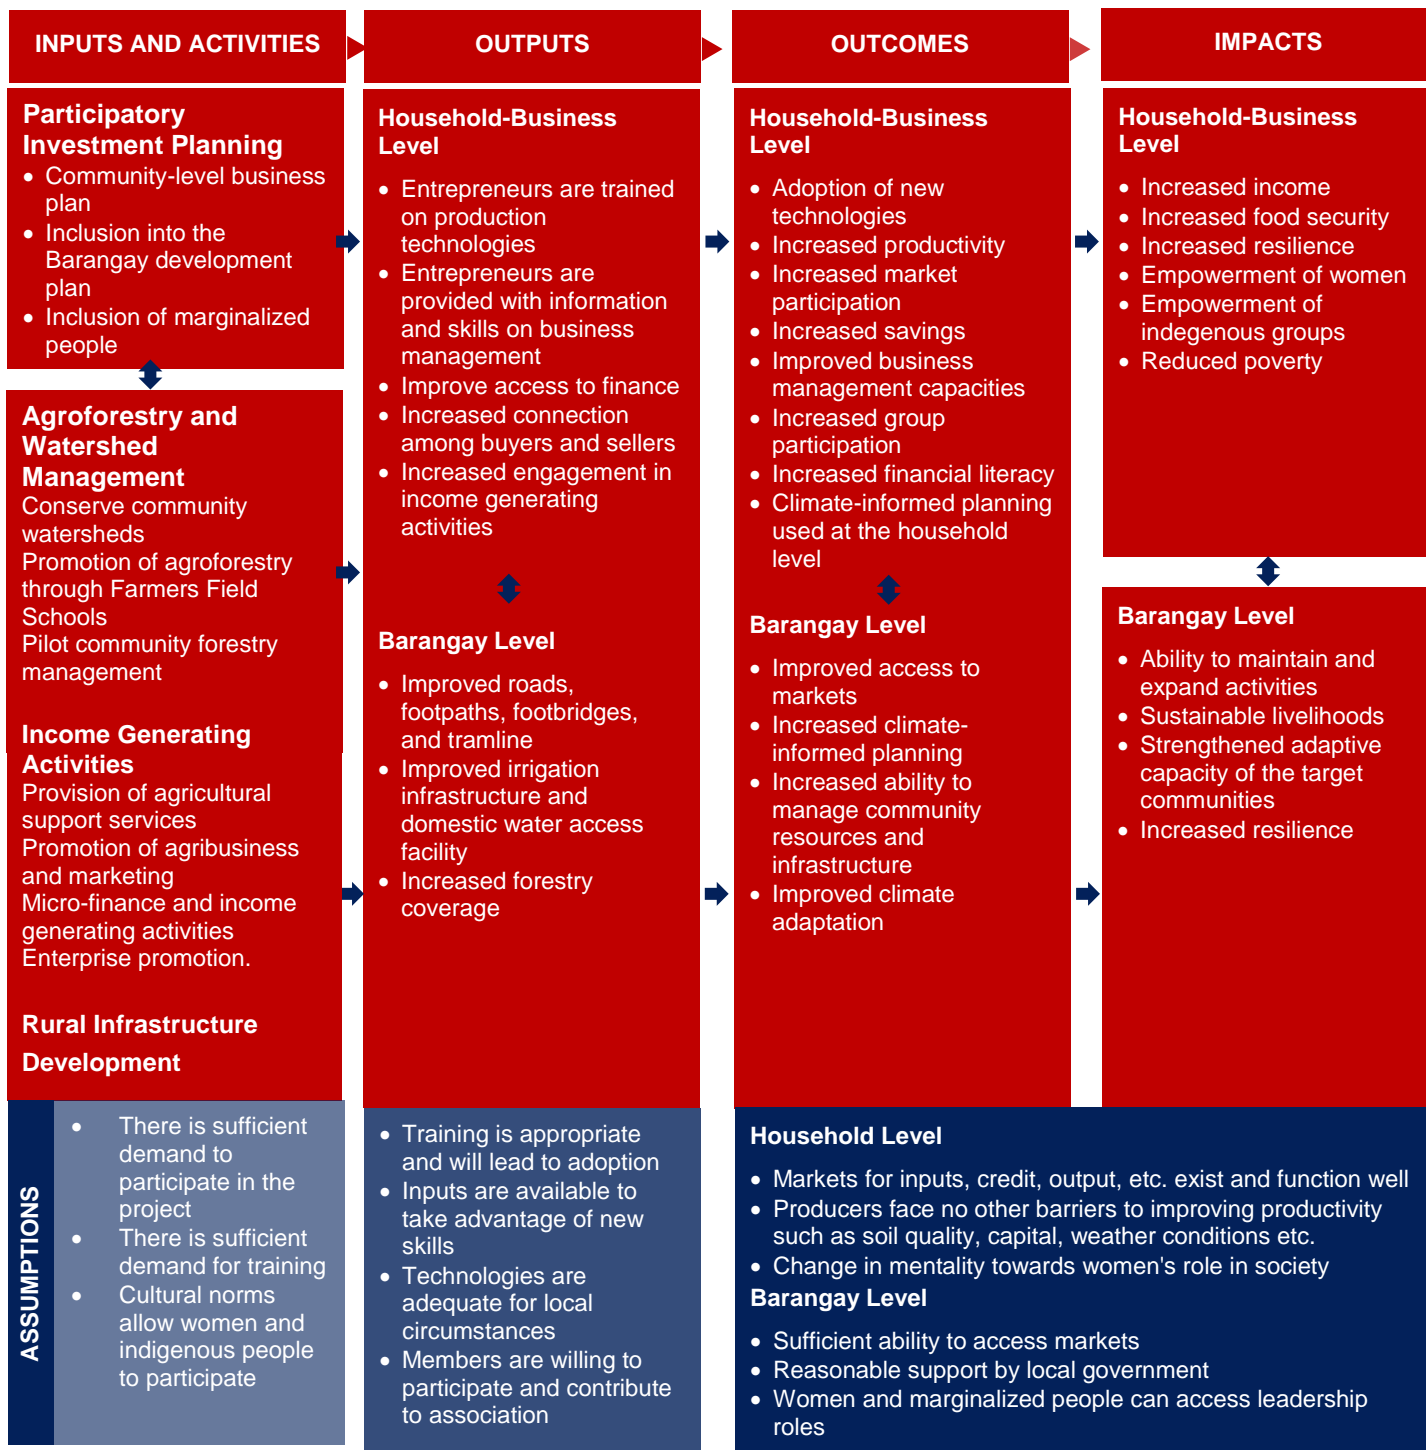 INPUTS AND ACTIVITIES
OUTPUTS
OUTCOMES
IMPACTS
Participatory
Investment Planning
• Community-level business
plan
• Inclusion into the
Barangay development
plan
• Inclusion of marginalized
people
Agroforestry and
Watershed
Management
Conserve community
watersheds
Promotion of agroforestry
through Farmers Field
Schools
Pilot community forestry
management
Income Generating
Activities
Provision of agricultural
support services
Promotion of agribusiness
and marketing
Micro-finance and income
generating activities
Enterprise promotion.
Rural Infrastructure
Development
Household-Business
Level
• Entrepreneurs are trained
on production
technologies
• Entrepreneurs are
provided with information
and skills on business
management
• Improve access to finance
• Increased connection
among buyers and sellers
• Increased engagement in
income generating
activities
Barangay Level
• Improved roads,
footpaths, footbridges,
and tramline
• Improved irrigation
infrastructure and
domestic water access
facility
• Increased forestry
coverage
Household-Business
Level
• Adoption of new
technologies
• Increased productivity
• Increased market
participation
• Increased savings
• Improved business
management capacities
• Increased group
participation
• Increased financial literacy
• Climate-informed planning
used at the household
level
Barangay Level
• Improved access to
markets
• Increased climate-
informed planning
• Increased ability to
manage community
resources and
infrastructure
• Improved climate
adaptation
Household-Business
Level
• Increased income
• Increased food security
• Increased resilience
• Empowerment of women
• Empowerment of
indegenous groups
• Reduced poverty
Barangay Level
• Ability to maintain and
expand activities
• Sustainable livelihoods
• Strengthened adaptive
capacity of the target
communities
• Increased resilience
ASSUMPTIONS
• There is sufficient
demand to
participate in the
project
• There is sufficient
demand for training
• Cultural norms
allow women and
indigenous people
to participate
• Training is appropriate
and will lead to adoption
• Inputs are available to
take advantage of new
skills
• Technologies are
adequate for local
circumstances
• Members are willing to
participate and contribute
to association
Household Level
• Markets for inputs, credit, output, etc. exist and function well
• Producers face no other barriers to improving productivity
such as soil quality, capital, weather conditions etc.
• Change in mentality towards women's role in society
Barangay Level
• Sufficient ability to access markets
• Reasonable support by local government
• Women and marginalized people can access leadership
roles